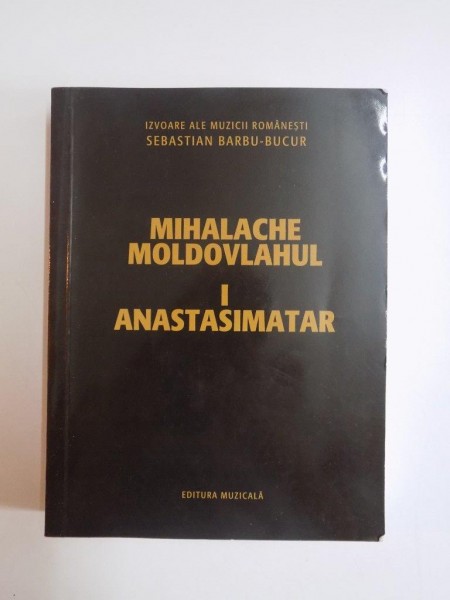 IZVOARE ALE MUZICII ROMÂNEȘTI
SEBASTIAN BARBU-BUCUR
MIHALACHE
MOLDOVLAHUL
I
ANASTASIMATAR
EDITURA MUZICALĂ